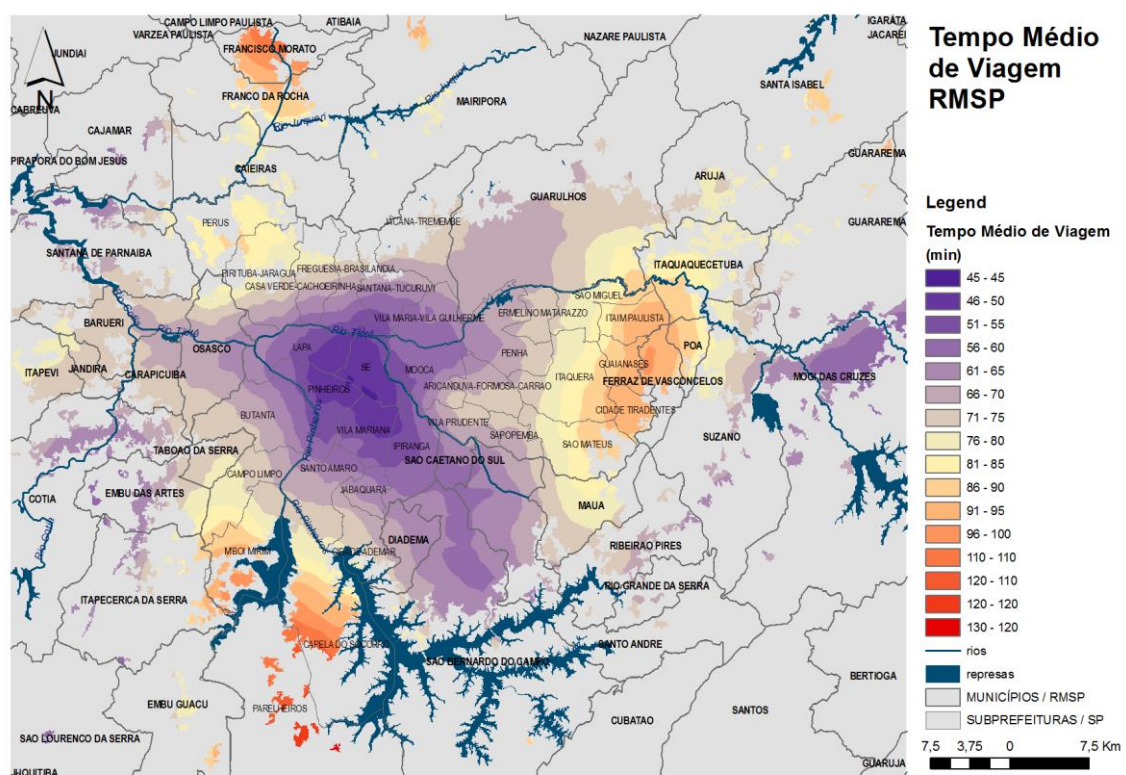 CAMPO LIMPO PAULISTA
ATIBAIA
IGARATA
VARZEA PAULISTA
JACAREI
NAZARE PAULISTA
JUNDIAI
FRANCISCO MORATO
N
SANTA ISABEL
FRANCO DA ROCHA
Rio Juqueri
MAIRIPORA
CABREUVA
Rio Juqueri
CAJAMAR
GUARAREMA
PIRAPORA DO BOM JESUS
CAIEIRAS
ARUJA
GUARULHOS
PERUS
JACANA-TREMEMBE
GUARAREMA
SANTANA DE PARNAIBA
ITAQUAQUECETUBA
PIRITUBA-JARAGUA
FREGUESIA-BRASILANDIA
CASA VERDE-CACHOEIRINHA
SANTANA-TUCURUVI
SAO MIGUEL
ERMELINO MATARAZZO
VILA MARIA-VILA GUILHERME
ITAIM PAULISTA
BARUERI
Rio Tietê
Rio Tietê
OSASCO
LAPA
POA
PENHA
SE
MOOCA
GUAIANASES
ITAPEVI
JANDIRA
CARAPICUIBA
MOGI DAS CRUZES
ITAQUERA
FERRAZ DE VASCONCELOS
PINHEIROS
ARICANDUVA-FORMOSA-CARRAO
BUTANTA
CIDADE TIRADENTES
Rio Pinheiros
VILA PRUDENTE
VILA MARIANA
SAPOPEMBA
SUZANO
IPIRANGA
SAO MATEUS
TABOAO DA SERRA
SAO CAETANO DO SUL
CAMPO LIMPO
SANTO AMARO
EMBU DAS ARTES
JABAQUARA
COTIA
MAUA
DIADEMA
RIBEIRAO PIRES
M'BOI MIRIM
CIDADE ADEMAR
RIO GRANDE DA SERRA
ITAPECERICA DA SERRA
CAPELA DO SOCORRO
SANTO ANDRE
SAO BERNARDO DO CAMPO
BERTIOGA
EMBU GUACU
PARELHEIROS
SANTOS
CUBATAO
SAO LOURENCO DA SERRA
GUARUJA
Tempo Médio
de Viagem
RMSP
Legend
Tempo Médio de Viagem
(min)
45 - 45
46 - 50
51 - 55
56 - 60
61 - 65
66 - 70
71 - 75
76 - 80
81 - 85
86 - 90
91 - 95
96 - 100
110 - 110
120 - 110
120 - 120
130 - 120
rios
represas
MUNICÍPIOS / RMSP
SUBPREFEITURAS / SP
7,5 3,75 0 7,5 Km